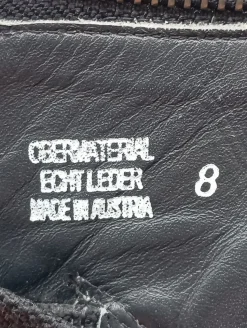 OBERMATERIAL
ECHT LEDER 8
MADE IN AUSTRIA